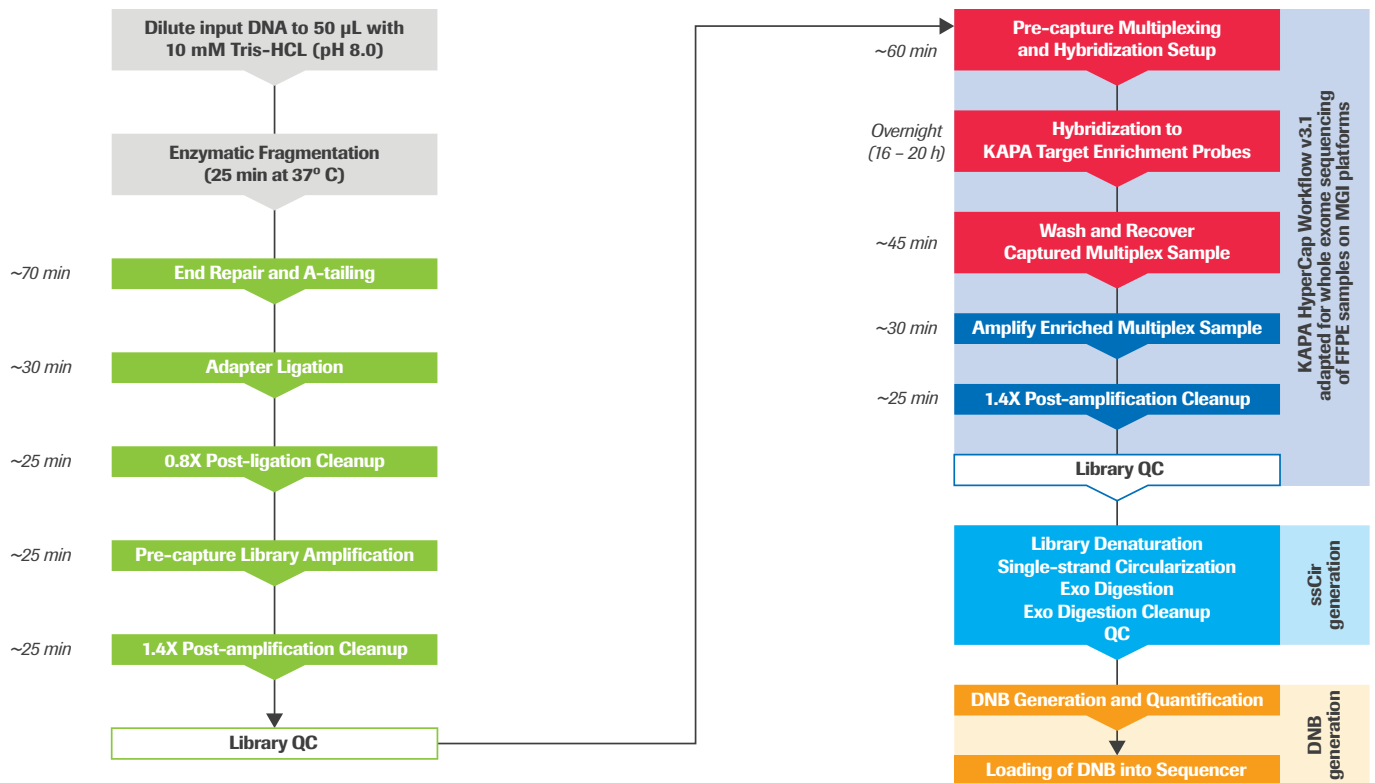 Dilute input DNA to 50 µL with
10 mM Tris-HCL (pH 8.0)
Enzymatic Fragmentation
(25 min at 37º C)
~70 min
End Repair and A-tailing
~30 min
Adapter Ligation
~25 min
0.8X Post-ligation Cleanup
~25 min
Pre-capture Library Amplification
~25 min
1.4X Post-amplification Cleanup
Library QC
~60 min
Pre-capture Multiplexing
and Hybridization Setup
Overnight
(16 – 20 h)
Hybridization to
KAPA Target Enrichment Probes
~45 min
Wash and Recover
Captured Multiplex Sample
~30 min
Amplify Enriched Multiplex Sample
~25 min
1.4X Post-amplification Cleanup
Library QC
KAPA HyperCap Workflow v3.1
adapted for whole exome sequencing
of FFPE samples on MGI platforms
Library Denaturation
Single-strand Circularization
Exo Digestion
Exo Digestion Cleanup
QC
ssCir
generation
DNB Generation and Quantification
Loading of DNB into Sequencer
DNB
generation